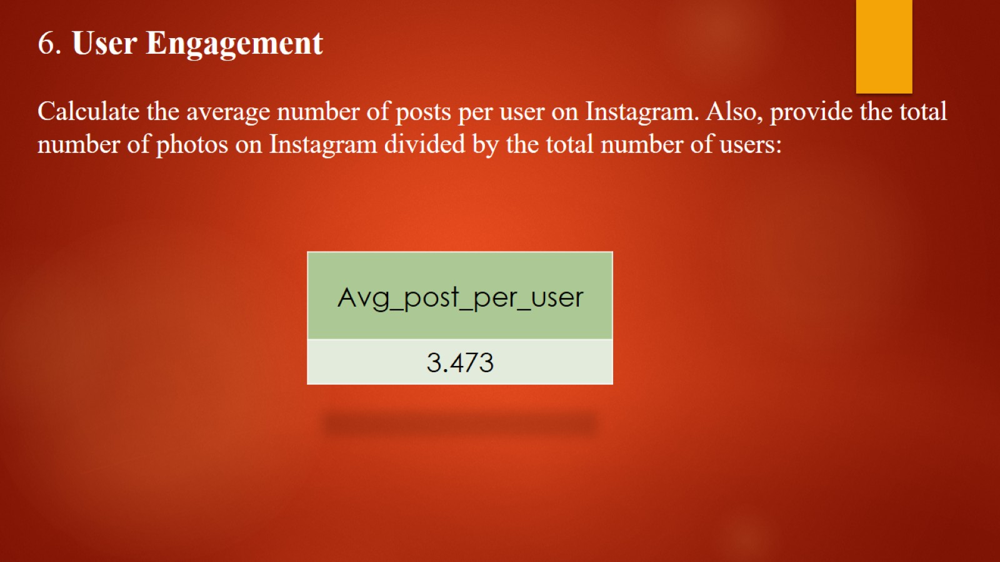 6. User Engagement
Calculate the average number of posts per user on Instagram. Also, provide the total
number of photos on Instagram divided by the total number of users:
Avg_post_per_user
3.473